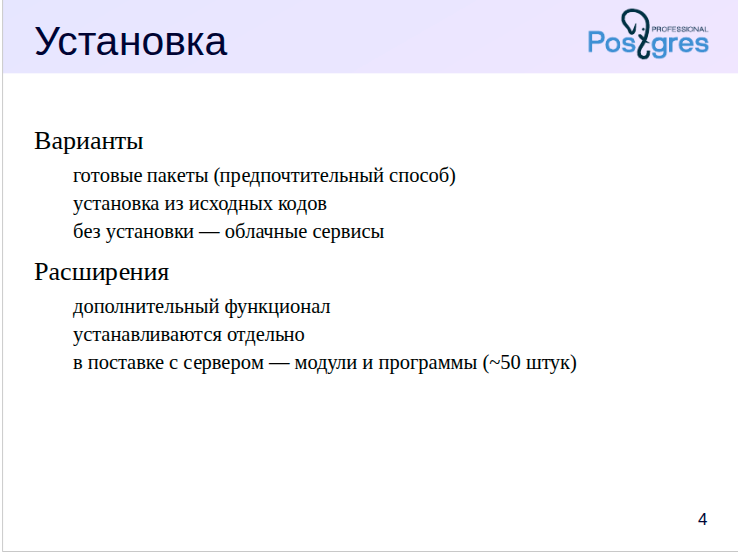 Установка
PROFESSIONAL
Postgres
Варианты
готовые пакеты (предпочтительный способ)
установка из исходных кодов
без установки — облачные сервисы
Расширения
дополнительный функционал
устанавливаются отдельно
в поставке с сервером — модули и программы (~50 штук)
4